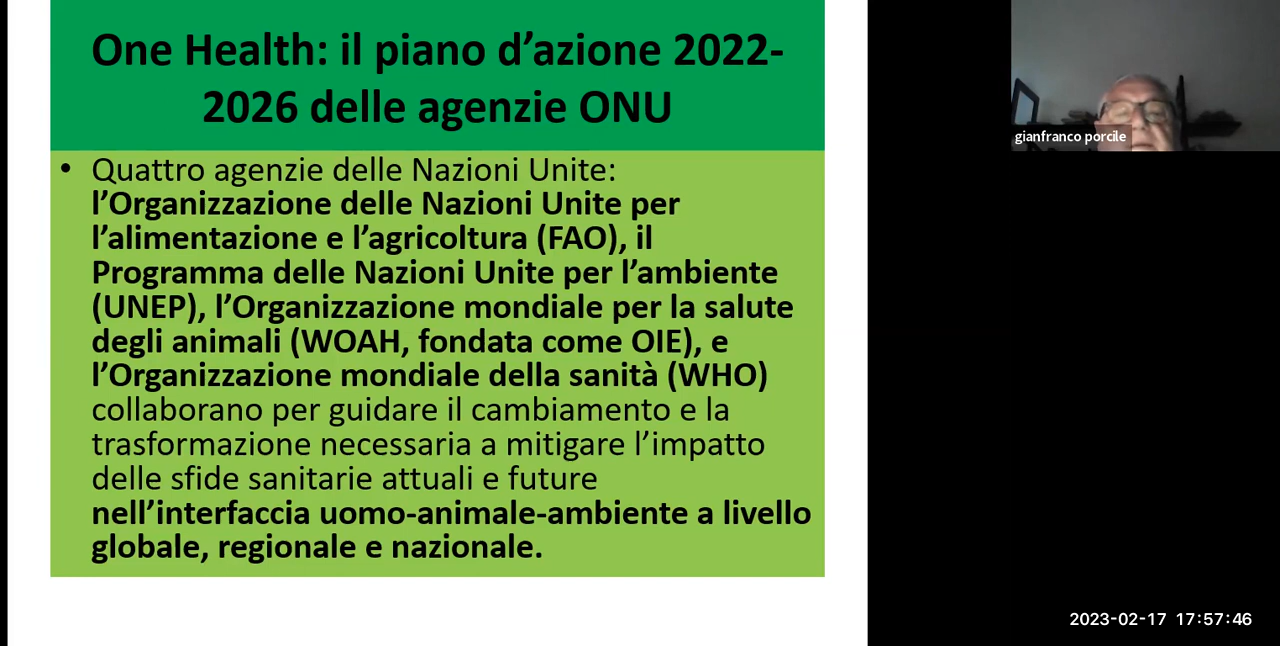 One Health: il piano d’azione 2022-
2026 delle agenzie ONU
• Quattro agenzie delle Nazioni Unite:
l’Organizzazione delle Nazioni Unite per
l’alimentazione e l’agricoltura (FAO), il
Programma delle Nazioni Unite per l’ambiente
(UNEP), l’Organizzazione mondiale per la salute
degli animali (WOAH, fondata come OIE), e
l’Organizzazione mondiale della sanità (WHO)
collaborano per guidare il cambiamento e la
trasformazione necessaria a mitigare l’impatto
delle sfide sanitarie attuali e future
nell’interfaccia uomo-animale-ambiente a livello
globale, regionale e nazionale.
gianfranco porcile
2023-02-17 17:57:46